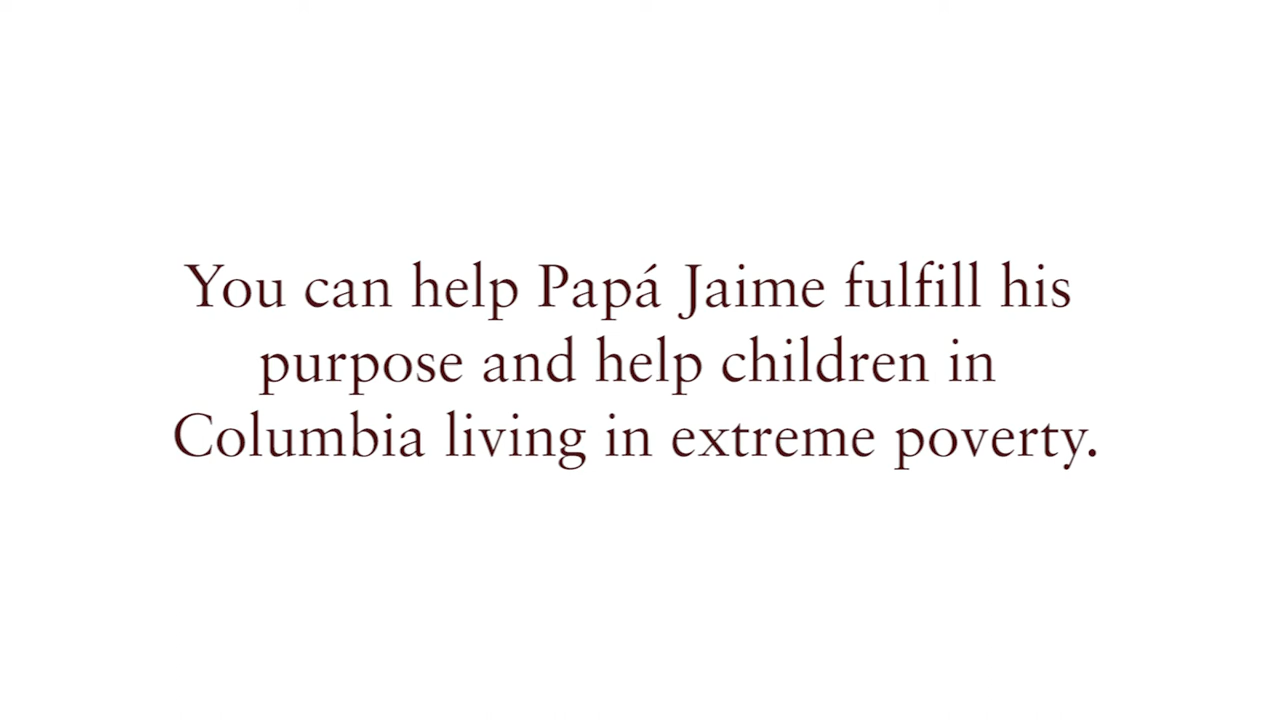 You can help Papá Jaime fulfill his
purpose and help children in
Columbia living in extreme poverty.